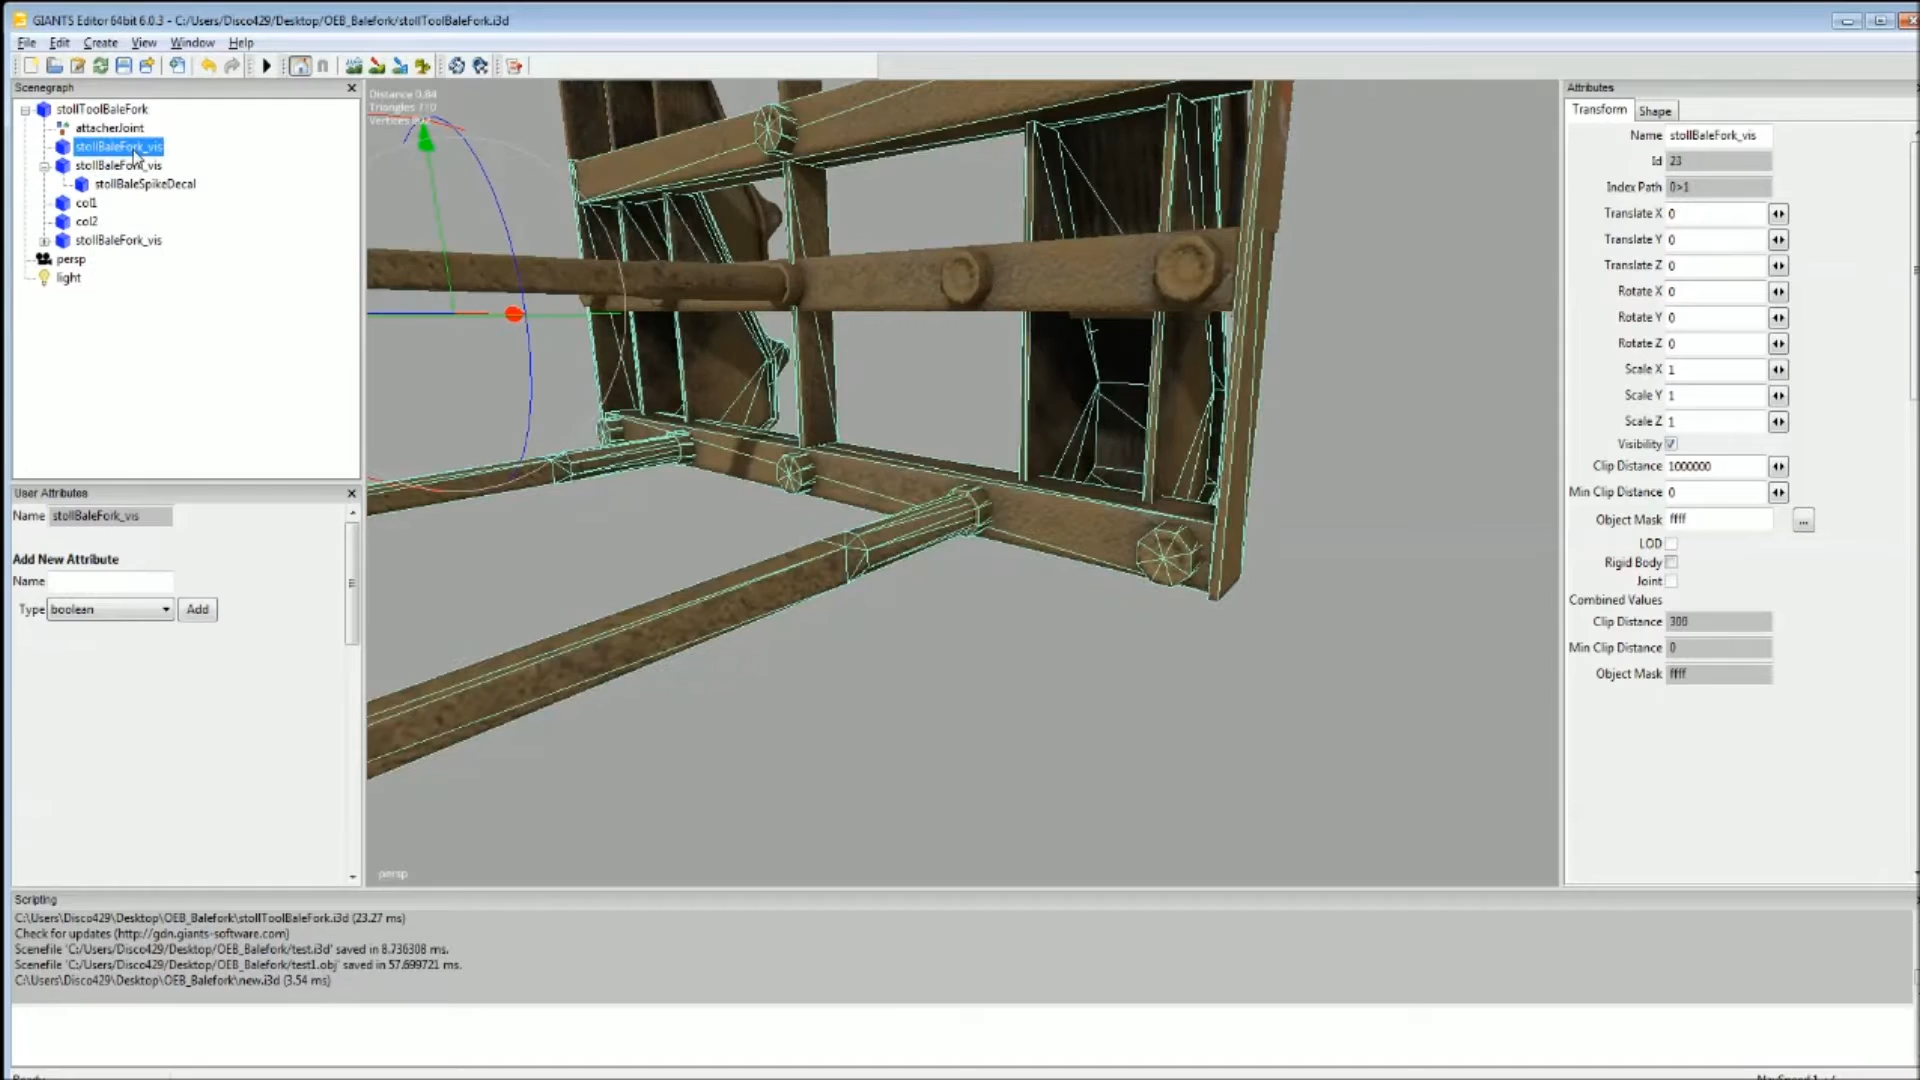 GIANTS Editor 64bit 6.0.3 - C:/Users/Disco429/Desktop/OEB_Balefork/stollToolBaleFork.i3d
File Edit Create View Window Help
Scenegraph
stollToolBaleFork
attacherJoint
stollBaleFork_vis
stollBaleFork_vis
stollBaleSpikeDecal
col1
col2
stollBaleFork_vis
persp
light
User Attributes
Name stollBaleFork_vis
Add New Attribute
Name
Type boolean Add
Distance 0.84
Triangles 710
Vertices
persp
Attributes
Transform Shape
Name stollBaleFork_vis
Id 23
Index Path 0>1
Translate X 0
Translate Y 0
Translate Z 0
Rotate X 0
Rotate Y 0
Rotate Z 0
Scale X 1
Scale Y 1
Scale Z 1
Visibility
Clip Distance 1000000
Min Clip Distance 0
Object Mask ffff ...
LOD
Rigid Body
Joint
Combined Values
Clip Distance 300
Min Clip Distance 0
Object Mask ffff
Scripting
C:\Users\Disco429\Desktop\OEB_Balefork\stollToolBaleFork.i3d (23.27 ms)
Check for updates (http://gdn.giants-software.com)
Scenefile 'C:/Users/Disco429/Desktop/OEB_Balefork/test.i3d' saved in 8.736308 ms.
Scenefile 'C:/Users/Disco429/Desktop/OEB_Balefork/test1.obj' saved in 57.699721 ms.
C:\Users\Disco429\Desktop\OEB_Balefork\new.i3d (3.54 ms)